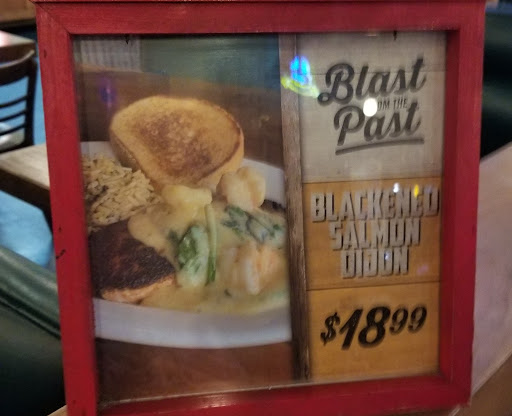 Blast
FROM THE
Past
BLACKENED
SALMON
DIJON
$18.99